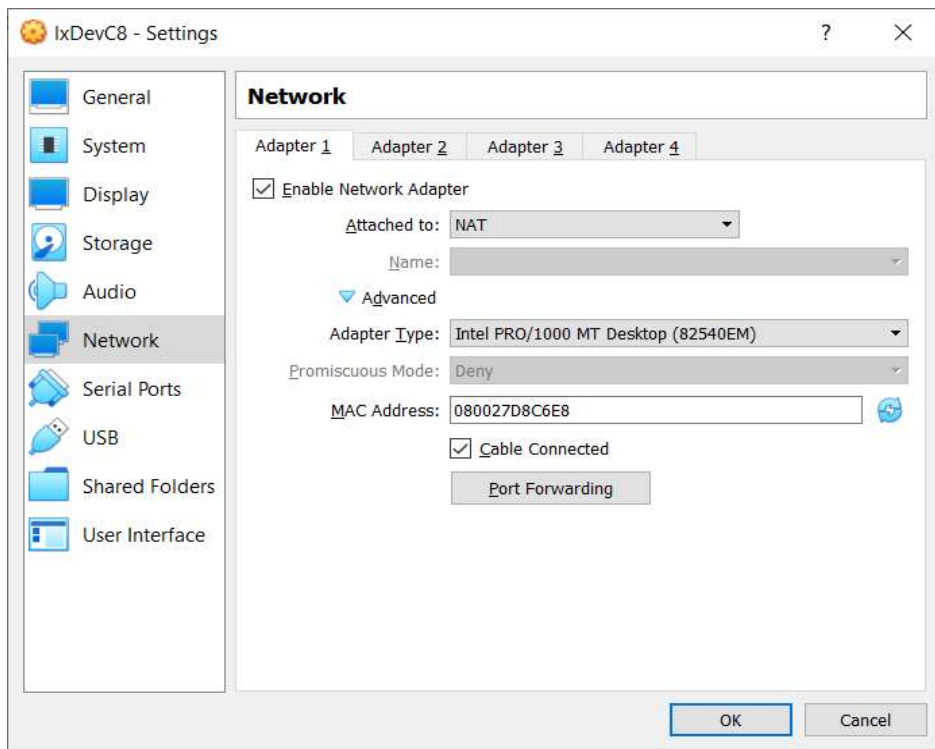 lxDevC8 - Settings
?
General
System
Display
Storage
Audio
Network
Serial Ports
USB
Shared Folders
User Interface
Network
Adapter 1 Adapter 2 Adapter 3 Adapter 4
Enable Network Adapter
Attached to: NAT
Name:
Advanced
Adapter Type: Intel PRO/1000 MT Desktop (82540EM)
Promiscuous Mode: Deny
MAC Address: 080027D8C6E8
Cable Connected
Port Forwarding
OK Cancel